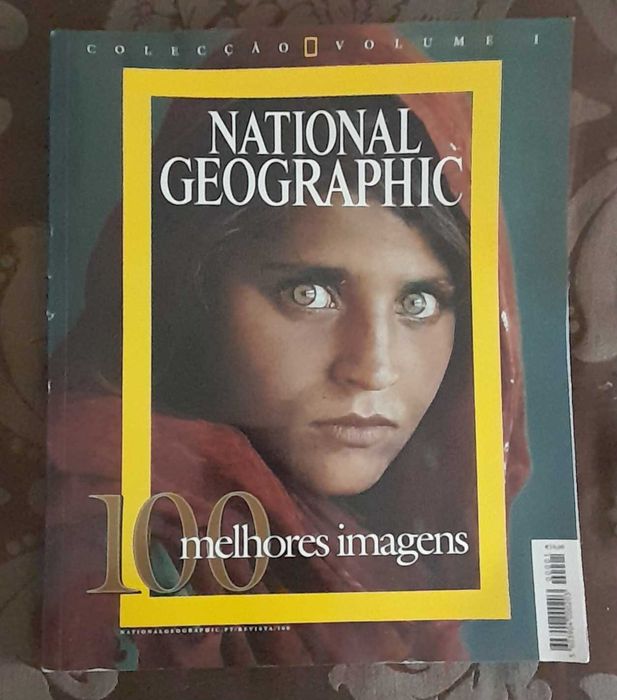 COLECÇÃO VOLUME I
NATIONAL
GEOGRAPHIC
100
melhores imagens
NATIONALGEOGRAPHIC.PT/REVISTA/100